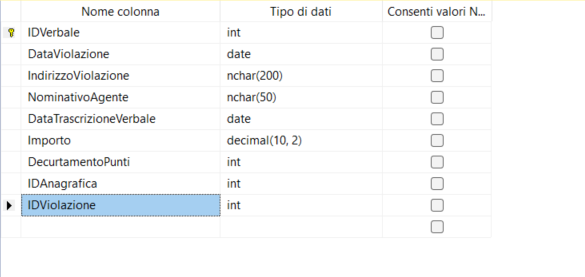 Nome colonna Tipo di dati Consenti valori N...
IDVerbale int
DataViolazione date
IndirizzoViolazione nchar(200)
NominativoAgente nchar(50)
DataTrascrizioneVerbale date
Importo decimal(10, 2)
DecurtamentoPunti int
IDAnagrafica int
IDViolazione int